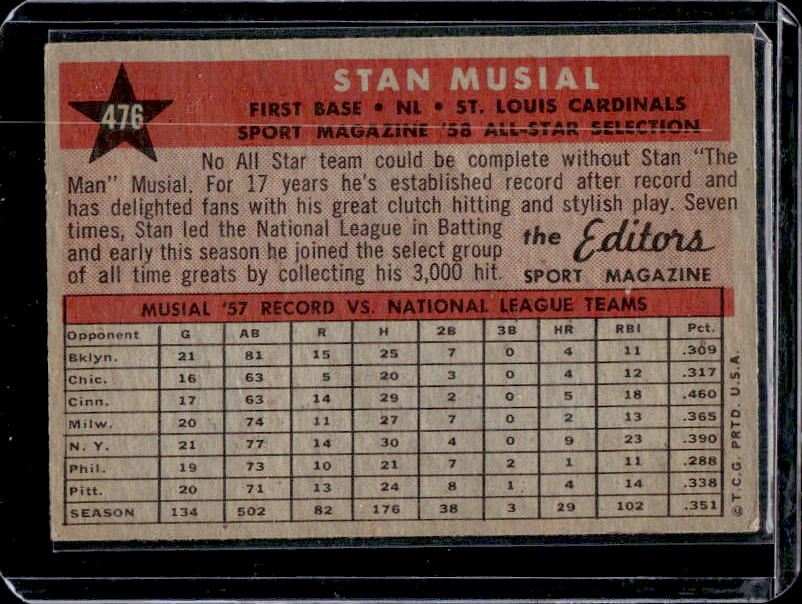 476
STAN MUSIAL
FIRST BASE • NL • ST. LOUIS CARDINALS
SPORT MAGAZINE '58 ALL-STAR SELECTION
No All Star team could be complete without Stan "The
Man" Musial. For 17 years he's established record after record and
has delighted fans with his great clutch hitting and stylish play. Seven
times, Stan led the National League in Batting
and early this season he joined the select group
of all time greats by collecting his 3,000 hit.
the Editors
SPORT MAGAZINE
MUSIAL '57 RECORD VS. NATIONAL LEAGUE TEAMS
Opponent G AB R H 2B 3B HR RBI Pct.
Bklyn. 21 81 15 25 7 0 4 11 .309
Chic. 16 63 5 20 3 0 4 12 .317
Cinn. 17 63 14 29 2 0 5 18 .460
Milw. 20 74 11 27 7 0 2 13 .365
N. Y. 21 77 14 30 4 0 9 23 .390
Phil. 19 73 10 21 7 2 1 11 .288
Pitt. 20 71 13 24 8 1 4 14 .338
SEASON 134 502 82 176 38 3 29 102 .351
© T.C.G. PRTD. U.S.A.